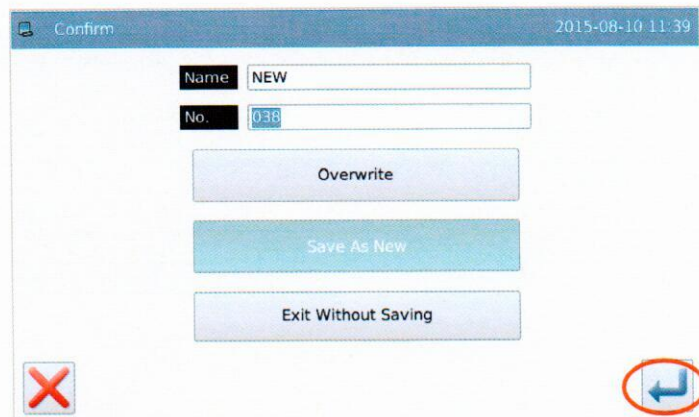 Confirm 2015-08-10 11:39
Name NEW
No. 038
Overwrite
Save As New
Exit Without Saving